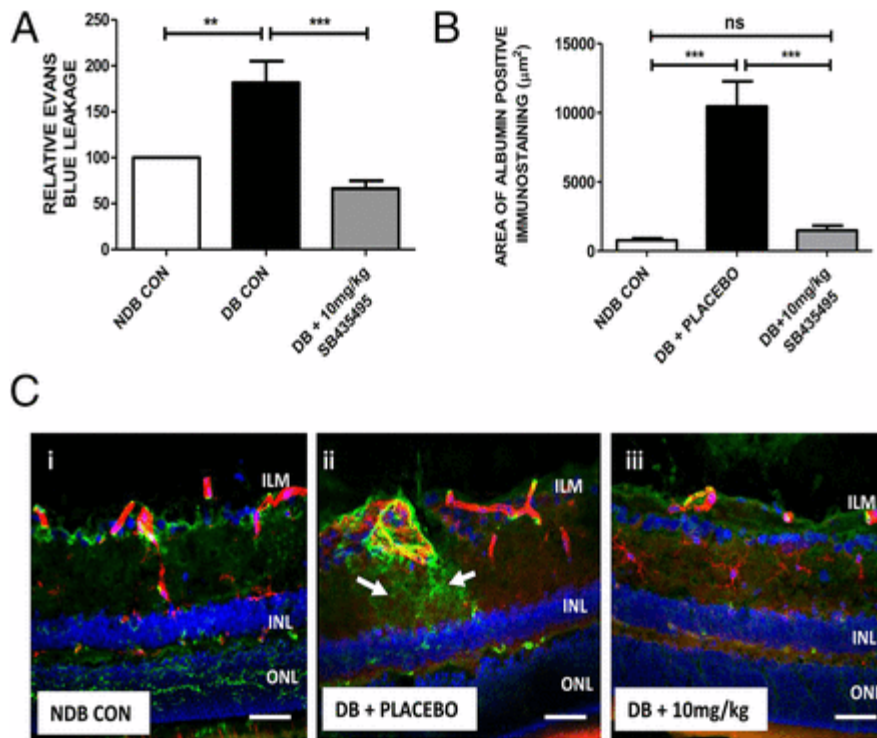 A
RELATIVE EVANS
BLUE LEAKAGE
250
200
150
100
50
0
**
***
NDB CON
DB CON
DB + 10mg/kg
SB435495
B
AREA OF ALBUMIN POSITIVE
IMMUNOSTAINING (µm²)
15000
10000
5000
0
ns
***
***
NDB CON
DB + PLACEBO
DB+10mg/kg
SB435495
C
i
ILM
INL
ONL
NDB CON
ii
ILM
INL
ONL
DB + PLACEBO
iii
ILM
INL
ONL
DB + 10mg/kg